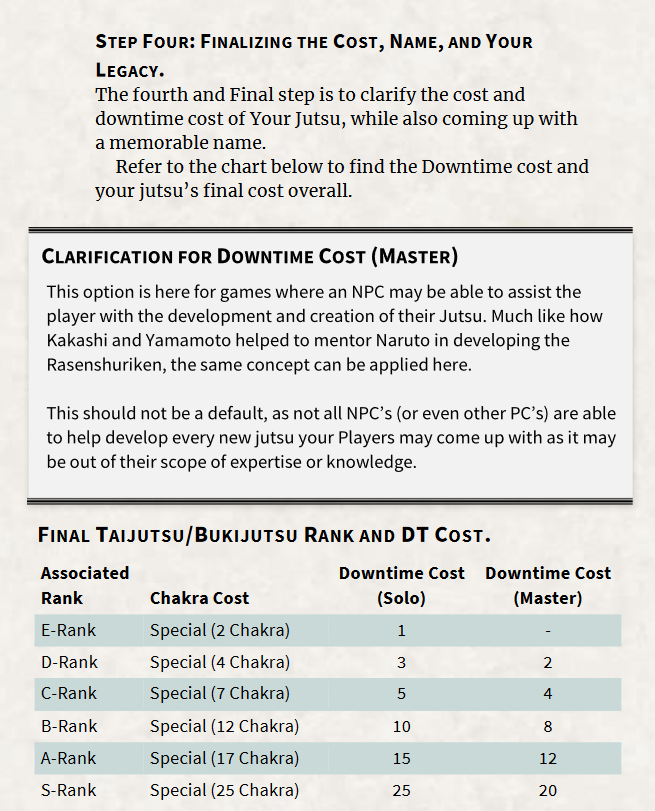 Step Four: Finalizing the Cost, Name, and Your
Legacy.
The fourth and Final step is to clarify the cost and
downtime cost of Your Jutsu, while also coming up with
a memorable name.
Refer to the chart below to find the Downtime cost and
your jutsu's final cost overall.
Clarification for Downtime Cost (Master)
This option is here for games where an NPC may be able to assist the
player with the development and creation of their Jutsu. Much like how
Kakashi and Yamamoto helped to mentor Naruto in developing the
Rasenshuriken, the same concept can be applied here.
This should not be a default, as not all NPC's (or even other PC's) are able
to help develop every new jutsu your Players may come up with as it may
be out of their scope of expertise or knowledge.
Final Taijutsu/Bukijutsu Rank and DT Cost.
Associated Rank Chakra Cost Downtime Cost (Solo) Downtime Cost (Master)
E-Rank Special (2 Chakra) 1 -
D-Rank Special (4 Chakra) 3 2
C-Rank Special (7 Chakra) 5 4
B-Rank Special (12 Chakra) 10 8
A-Rank Special (17 Chakra) 15 12
S-Rank Special (25 Chakra) 25 20